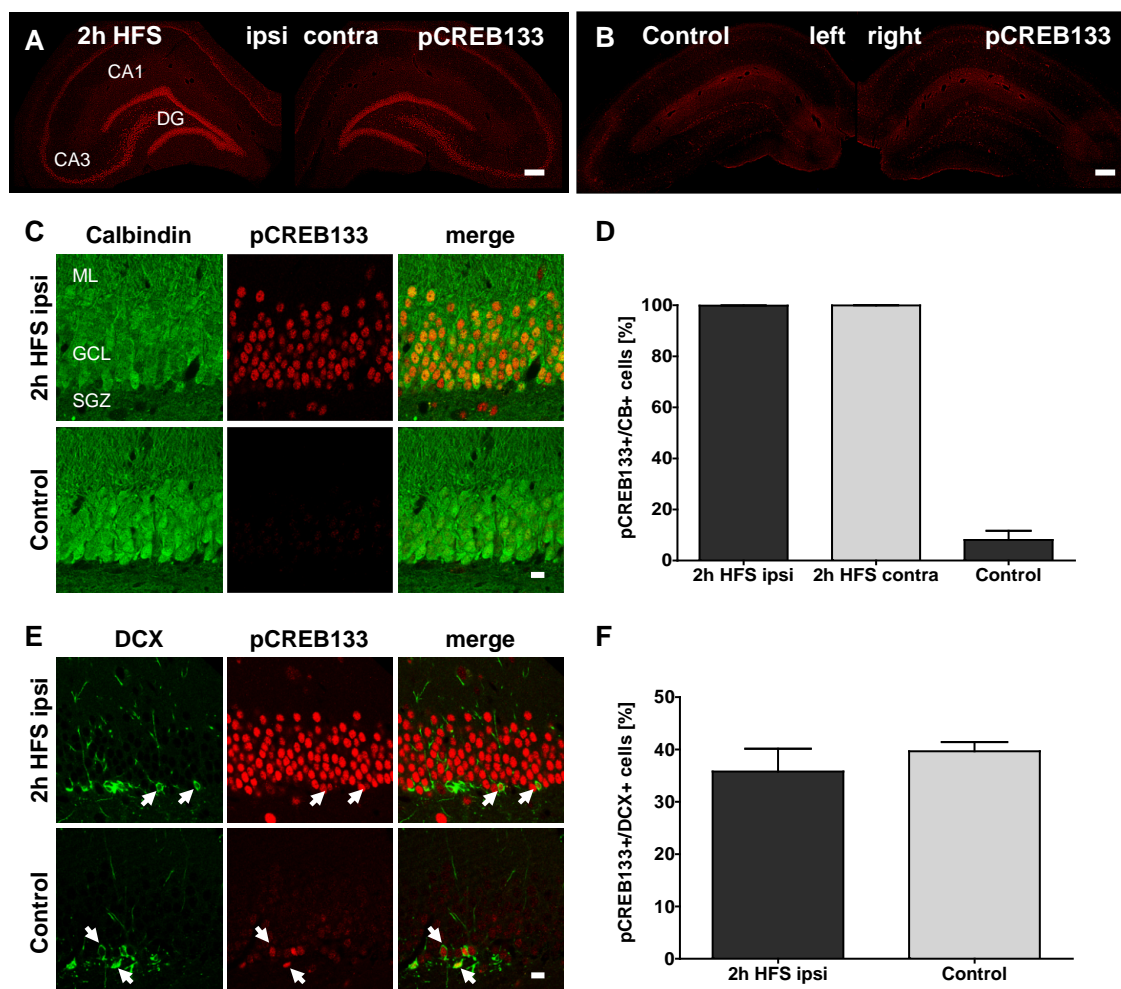 A 2h HFS ipsi contra pCREB133
CA1
DG
CA3
B Control left right pCREB133
C Calbindin pCREB133 merge
2h HFS ipsi
ML
GCL
SGZ
Control
D
pCREB133+/CB+ cells [%]
100
80
60
40
20
0
2h HFS ipsi 2h HFS contra Control
E DCX pCREB133 merge
2h HFS ipsi
Control
F
pCREB133+/DCX+ cells [%]
50
40
30
20
10
0
2h HFS ipsi Control